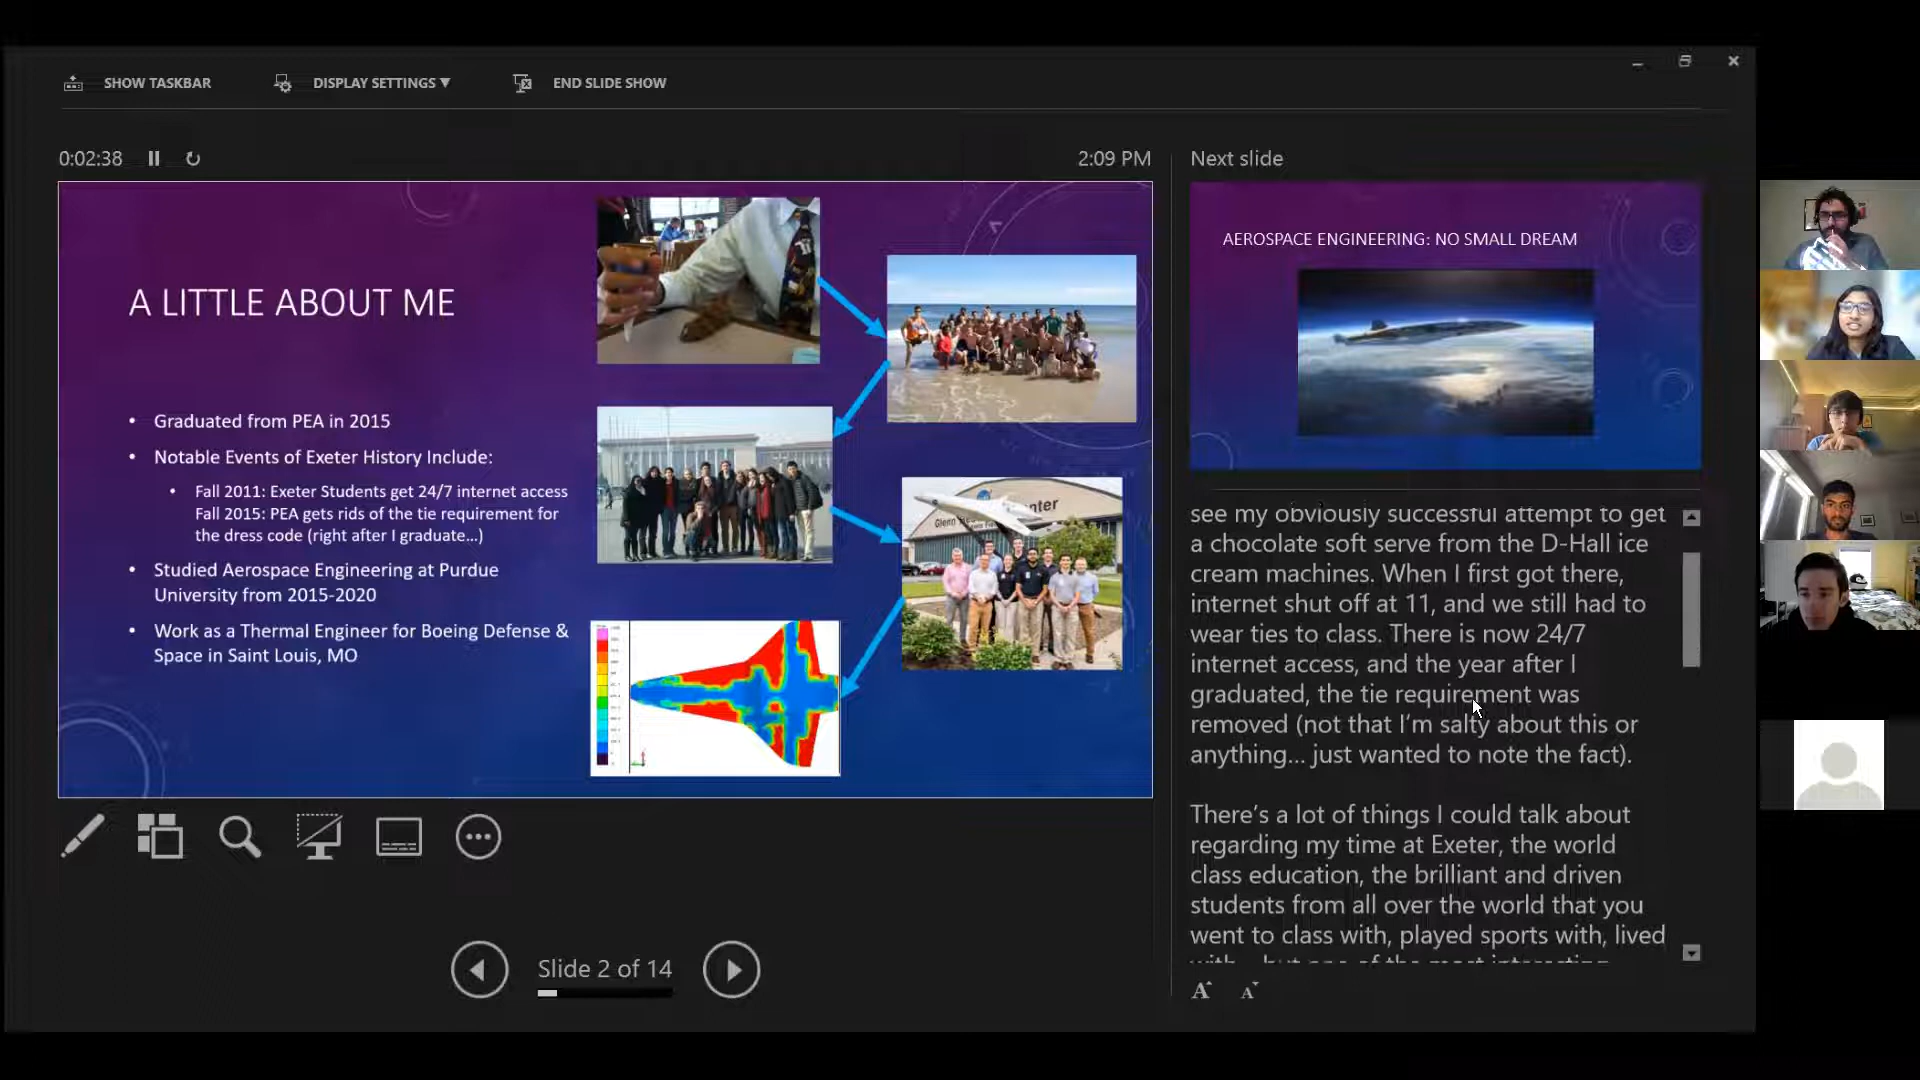 SHOW TASKBAR
DISPLAY SETTINGS ▼
END SLIDE SHOW
0:02:38
2:09 PM
A LITTLE ABOUT ME
• Graduated from PEA in 2015
• Notable Events of Exeter History Include:
• Fall 2011: Exeter Students get 24/7 internet access
Fall 2015: PEA gets rids of the tie requirement for
the dress code (right after I graduate...)
• Studied Aerospace Engineering at Purdue
University from 2015-2020
• Work as a Thermal Engineer for Boeing Defense &
Space in Saint Louis, MO
Glenn
Slide 2 of 14
Next slide
AEROSPACE ENGINEERING: NO SMALL DREAM
see my obviously successful attempt to get
a chocolate soft serve from the D-Hall ice
cream machines. When I first got there,
internet shut off at 11, and we still had to
wear ties to class. There is now 24/7
internet access, and the year after I
graduated, the tie requirement was
removed (not that I'm salty about this or
anything... just wanted to note the fact).
There's a lot of things I could talk about
regarding my time at Exeter, the world
class education, the brilliant and driven
students from all over the world that you
went to class with, played sports with, lived
with... but one of the most interesting
A A